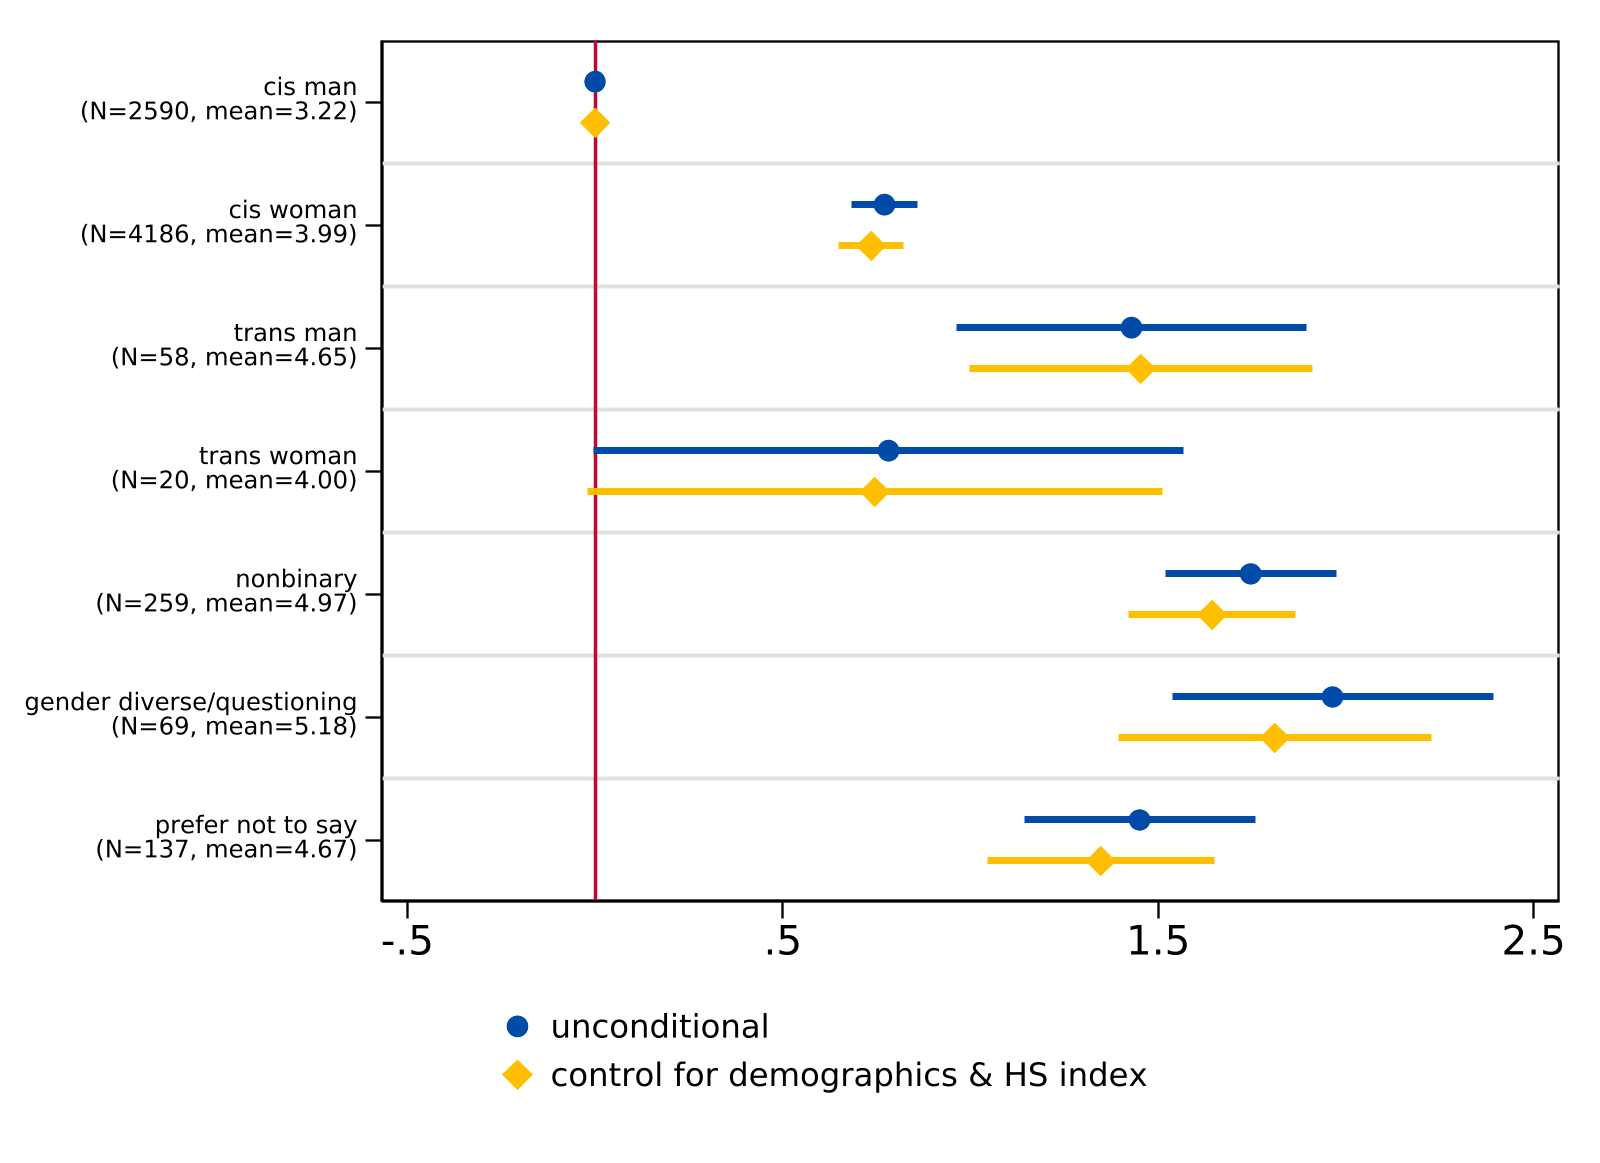 cis man
(N=2590, mean=3.22)
cis woman
(N=4186, mean=3.99)
trans man
(N=58, mean=4.65)
trans woman
(N=20, mean=4.00)
nonbinary
(N=259, mean=4.97)
gender diverse/questioning
(N=69, mean=5.18)
prefer not to say
(N=137, mean=4.67)
-.5 .5 1.5 2.5
unconditional
control for demographics & HS index